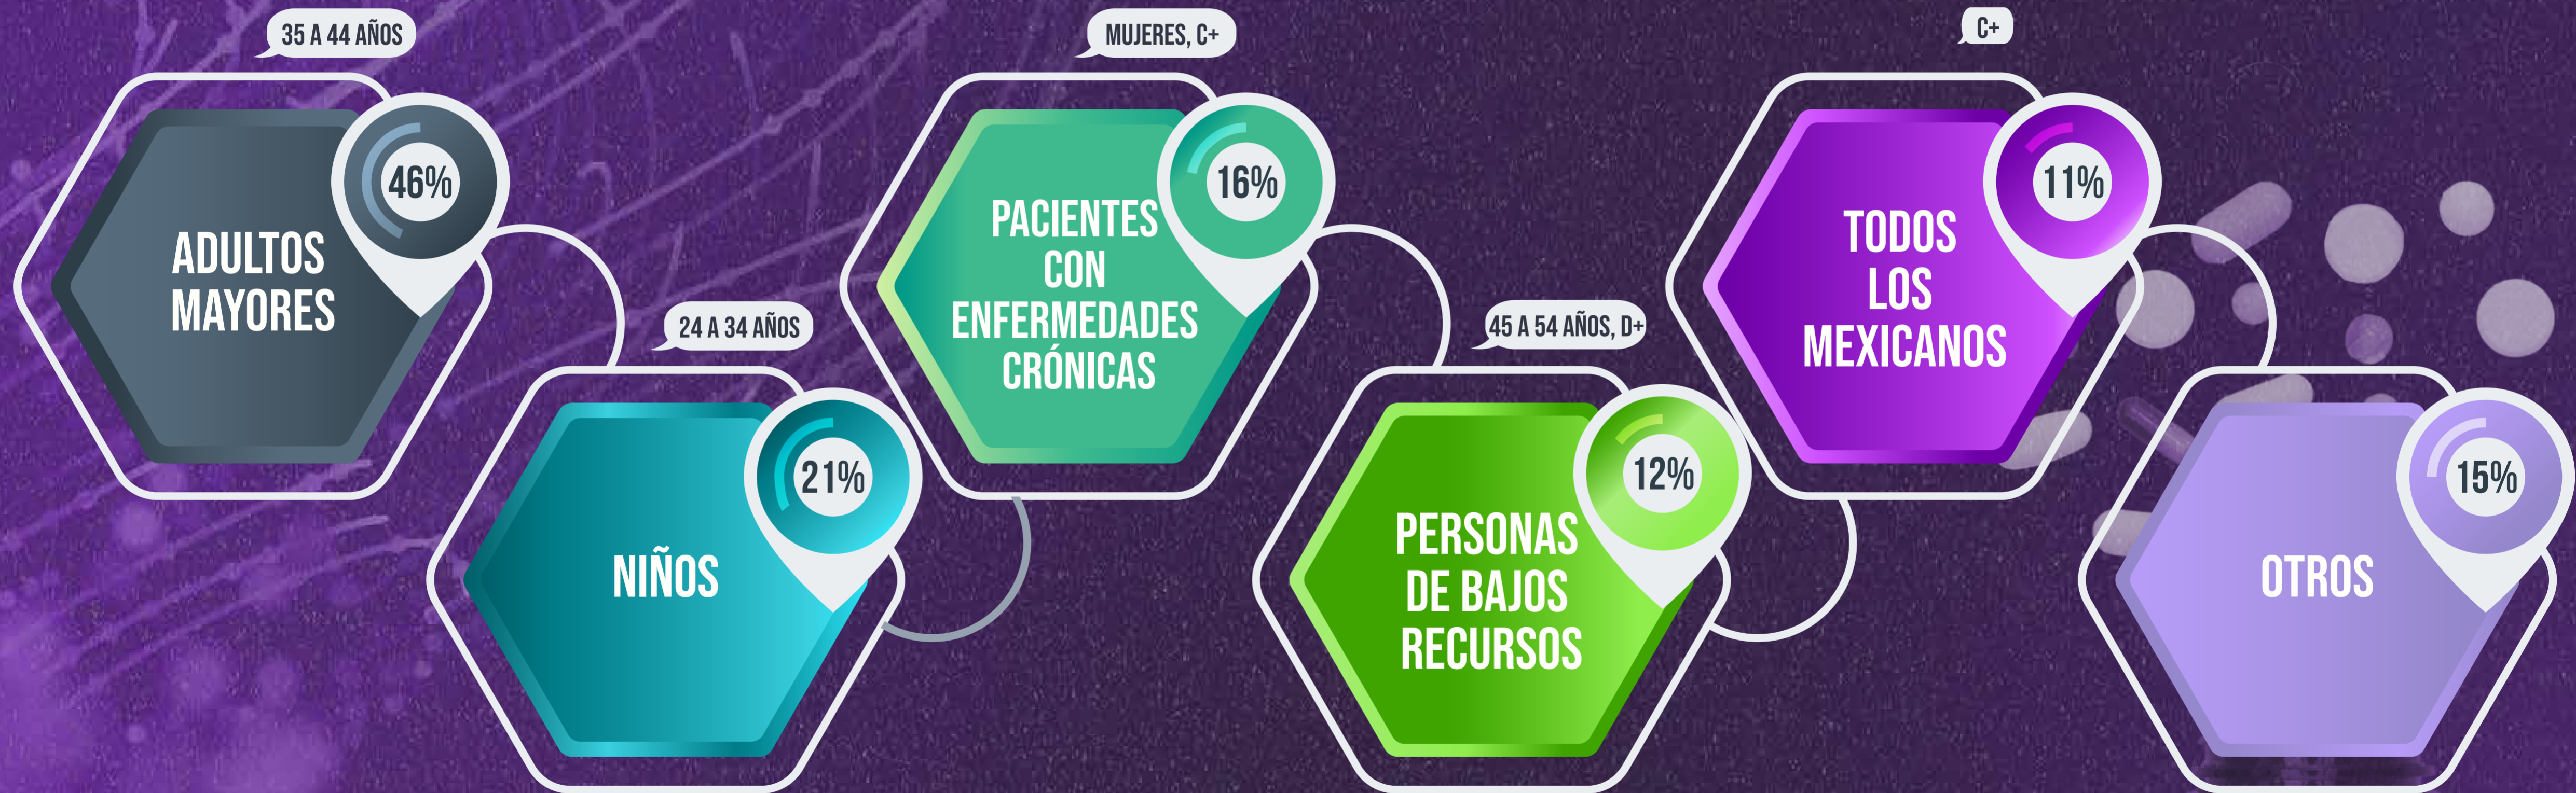 35 A 44 AÑOS
46%
ADULTOS
MAYORES
24 A 34 AÑOS
21%
NIÑOS
MUJERES, C+
16%
PACIENTES
CON
ENFERMEDADES
CRÓNICAS
45 A 54 AÑOS, D+
12%
PERSONAS
DE BAJOS
RECURSOS
C+
11%
TODOS
LOS
MEXICANOS
15%
OTROS